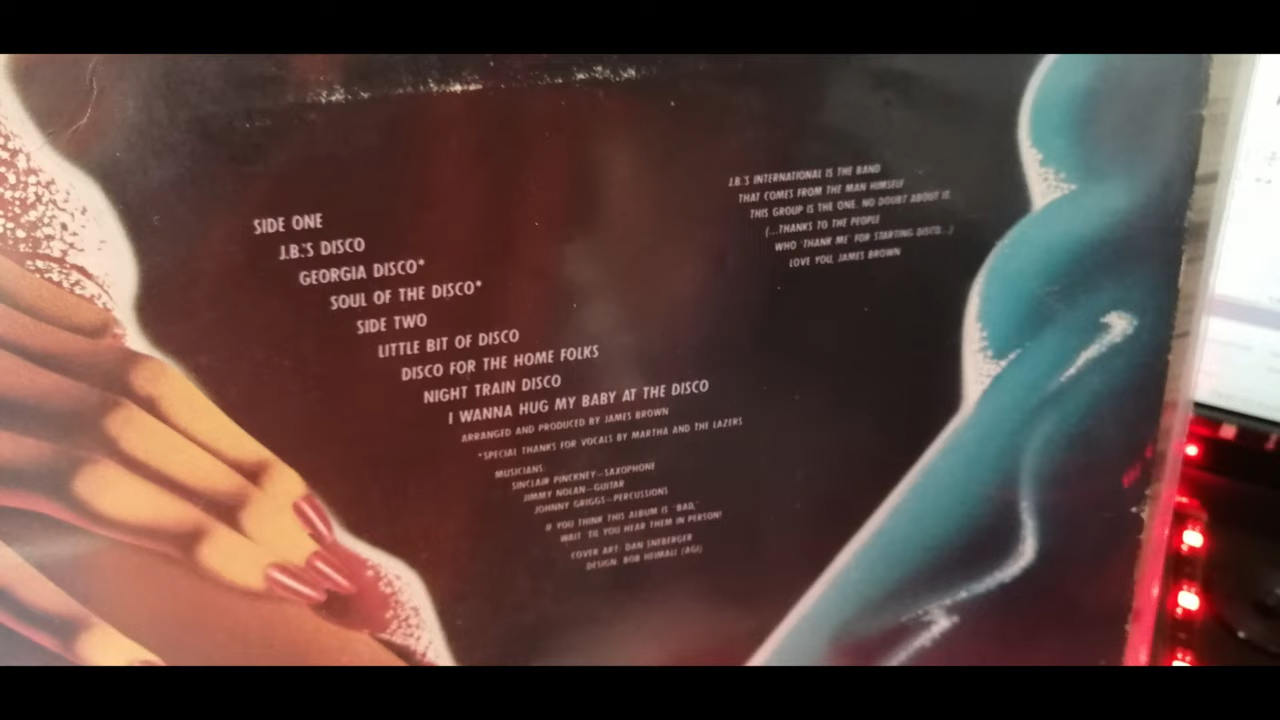 SIDE ONE
J.B.'S DISCO
GEORGIA DISCO*
SOUL OF THE DISCO*
SIDE TWO
LITTLE BIT OF DISCO
DISCO FOR THE HOME FOLKS
NIGHT TRAIN DISCO
I WANNA HUG MY BABY AT THE DISCO
ARRANGED AND PRODUCED BY JAMES BROWN
*SPECIAL THANKS FOR VOCALS BY MARTHA AND THE LAZERS
MUSICIANS:
SINCLAIR PINCKNEY—SAXOPHONE
JIMMY NOLAN—GUITAR
JOHNNY GRIGGS—PERCUSSIONS
IF YOU THINK THIS ALBUM IS "BAD,"
WAIT 'TIL YOU HEAR THEM IN PERSON!
COVER ART: DAN SNEBERGER
DESIGN: BOB HEIMALL (AGI)
J.B.'S INTERNATIONAL IS THE BAND
THAT COMES FROM THE MAN HIMSELF
THIS GROUP IS THE ONE. NO DOUBT ABOUT IT.
(...THANKS TO THE PEOPLE
WHO 'THANK ME' FOR STARTING DISCO...)
LOVE YOU, JAMES BROWN